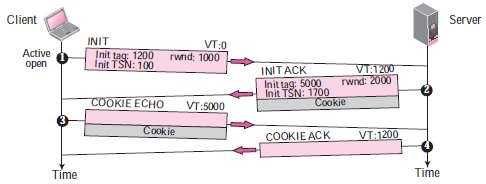 Client
Server
INIT
VT:0
Active
open
1
Init tag: 1200
rwnd: 1000
Init TSN: 100
INIT ACK
VT:1200
Init tag: 5000
rwnd: 2000
Init TSN: 1700
Cookie
2
COOKIE ECHO
VT:5000
3
Cookie
COOKIE ACK
VT:1200
4
Time
Time